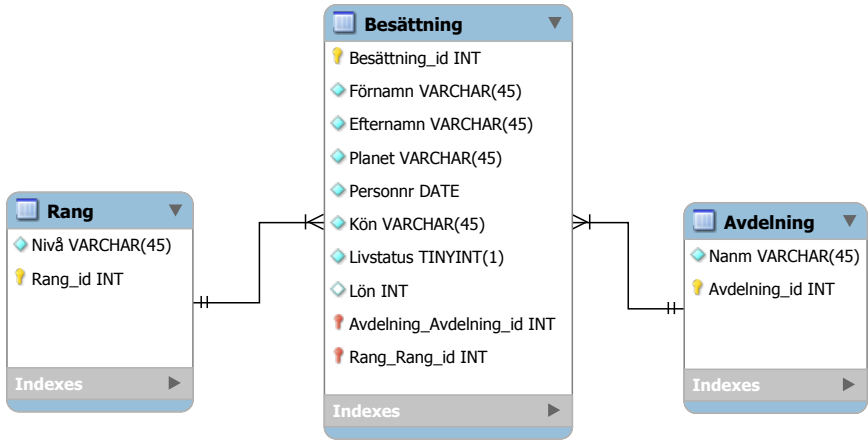 Besättning
Besättning_id INT
Förnamn VARCHAR(45)
Efternamn VARCHAR(45)
Planet VARCHAR(45)
Personnr DATE
Kön VARCHAR(45)
Livstatus TINYINT(1)
Lön INT
Avdelning_Avdelning_id INT
Rang_Rang_id INT
Indexes
Rang
Nivå VARCHAR(45)
Rang_id INT
Indexes
Avdelning
Nanm VARCHAR(45)
Avdelning_id INT
Indexes